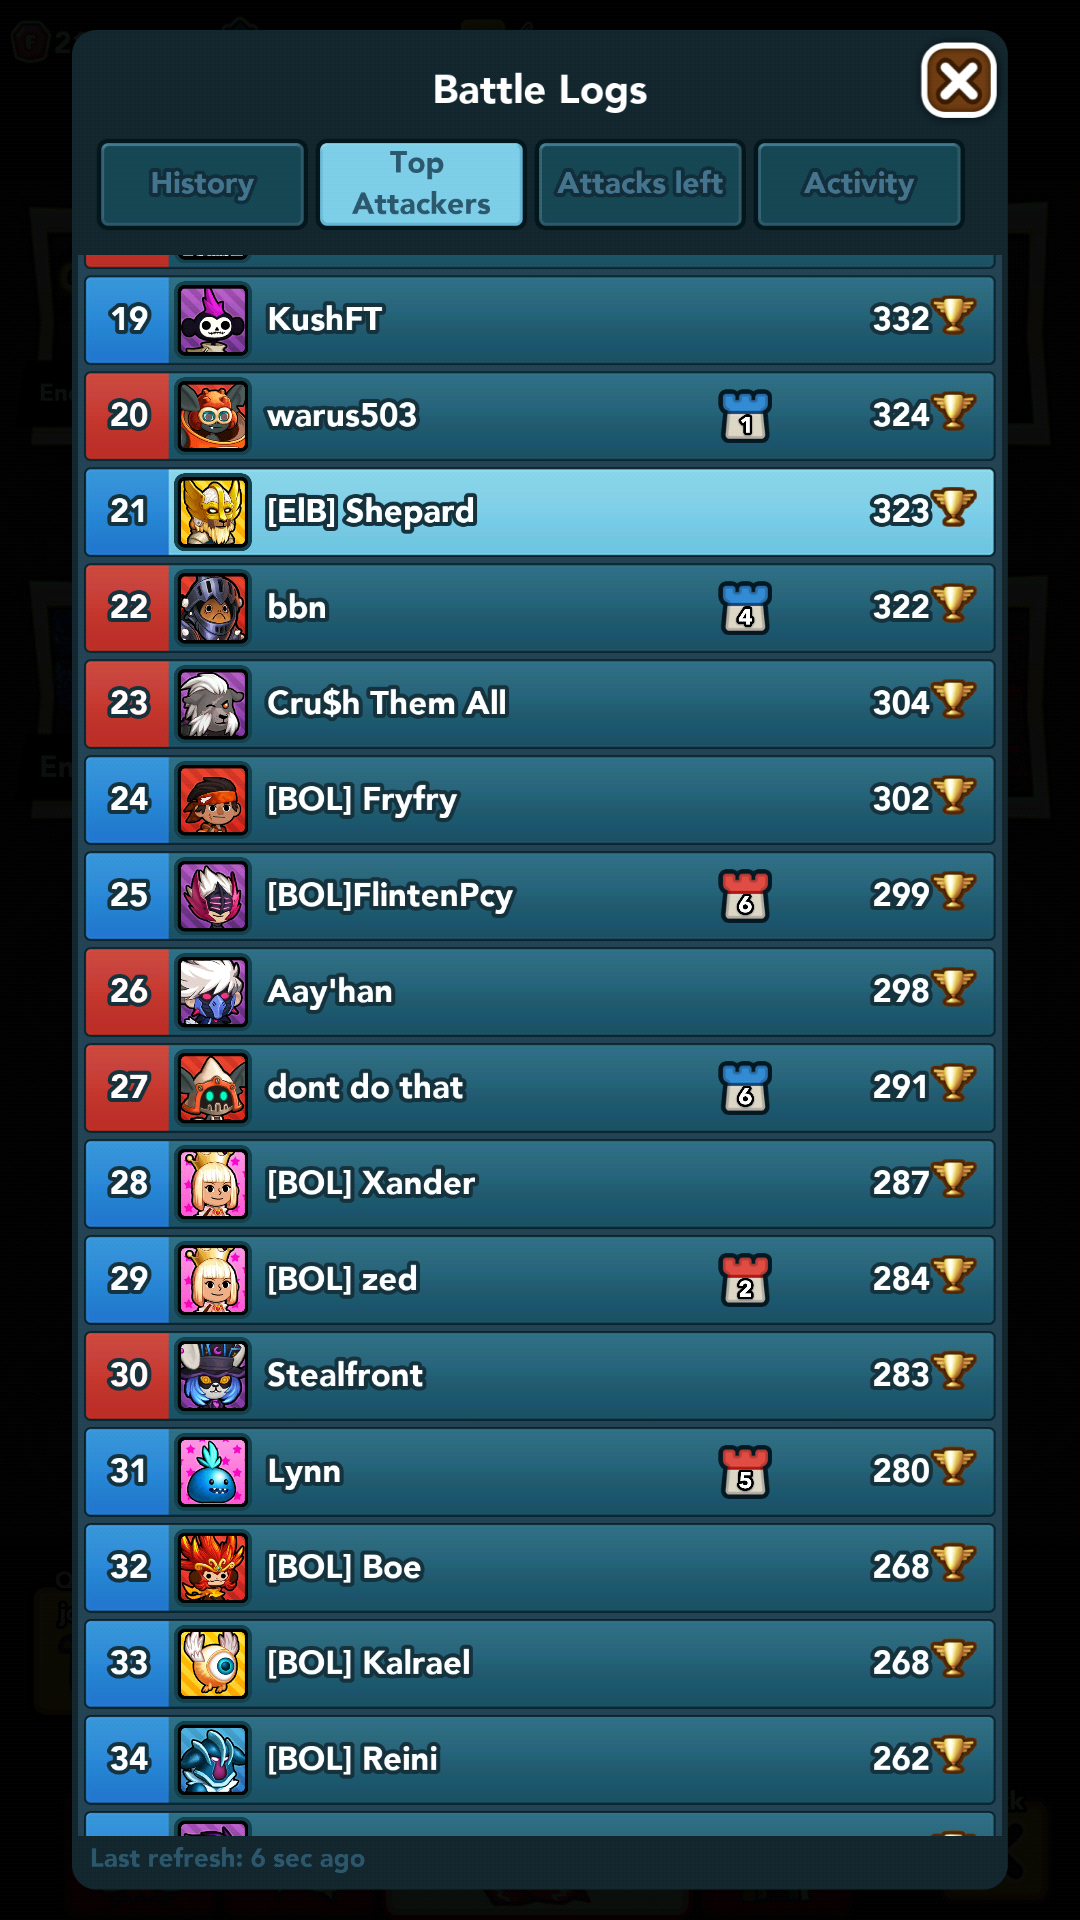 Battle Logs
History
Top
Attackers
Attacks left
Activity
19 KushFT 332
20 warus503 1 324
21 [ElB] Shepard 323
22 bbn 4 322
23 Cru$h Them All 304
24 [BOL] Fryfry 302
25 [BOL]FlintenPcy 6 299
26 Aay'han 298
27 dont do that 6 291
28 [BOL] Xander 287
29 [BOL] zed 2 284
30 Stealfront 283
31 Lynn 5 280
32 [BOL] Boe 268
33 [BOL] Kalrael 268
34 [BOL] Reini 262
Last refresh: 6 sec ago